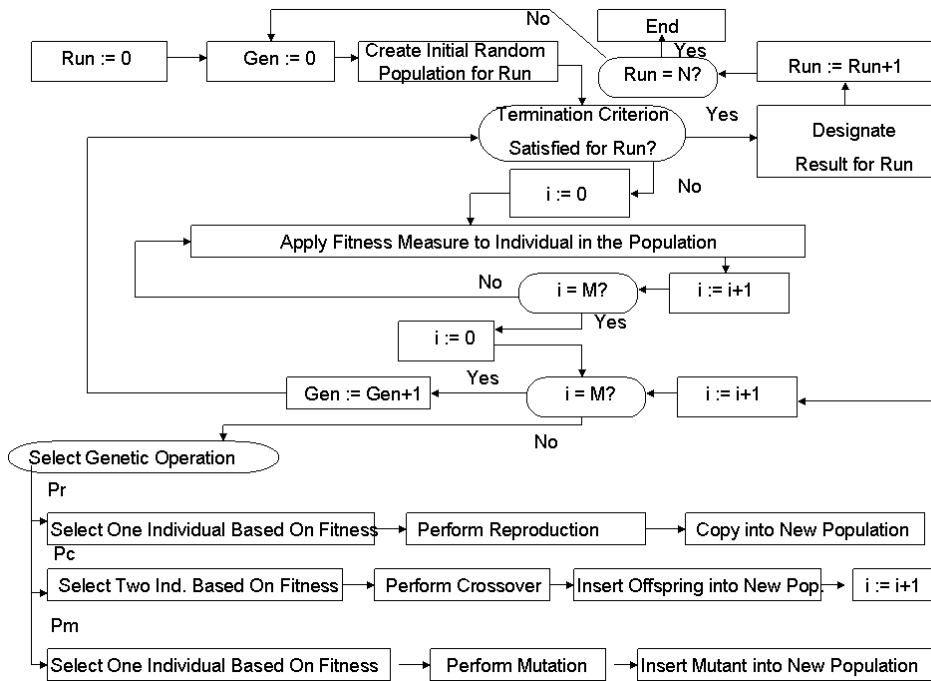 No
End
Yes
Run := 0
Gen := 0
Create Initial Random
Population for Run
Run = N?
Run := Run+1
Termination Criterion
Satisfied for Run?
Yes
Designate
Result for Run
No
i := 0
Apply Fitness Measure to Individual in the Population
No
i = M?
i := i+1
Yes
i := 0
Gen := Gen+1
Yes
i = M?
i := i+1
No
Select Genetic Operation
Pr
Select One Individual Based On Fitness
Perform Reproduction
Copy into New Population
Pc
Select Two Ind. Based On Fitness
Perform Crossover
Insert Offspring into New Pop.
i := i+1
Pm
Select One Individual Based On Fitness
Perform Mutation
Insert Mutant into New Population